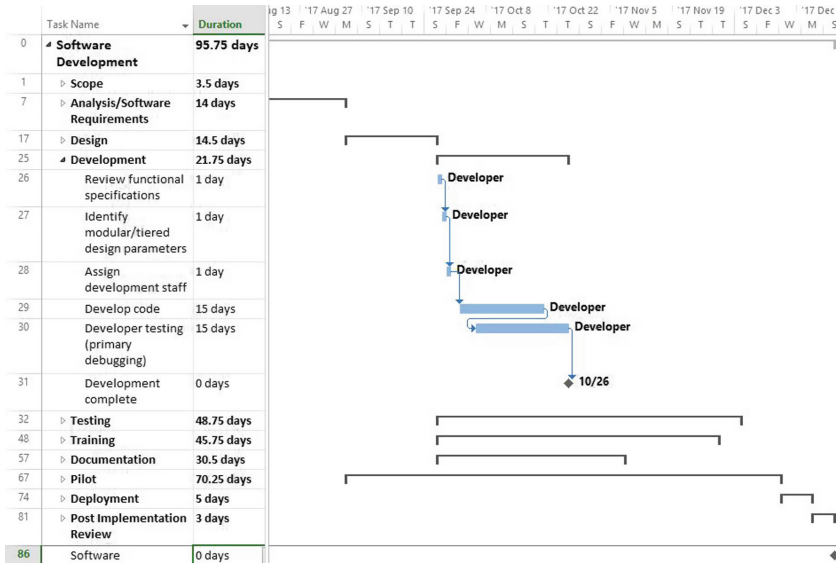 ug 13 '17 Aug 27 '17 Sep 10 '17 Sep 24 '17 Oct 8 '17 Oct 22 '17 Nov 5 '17 Nov 19 '17 Dec 3 '17 Dec
Task Name Duration S F W M S T T S F W M S T T S F W M S T T S F W M S
0 Software Development 95.75 days
1 Scope 3.5 days
7 Analysis/Software Requirements 14 days
17 Design 14.5 days
25 Development 21.75 days
26 Review functional specifications 1 day Developer
27 Identify modular/tiered design parameters 1 day Developer
28 Assign development staff 1 day Developer
29 Develop code 15 days Developer
30 Developer testing (primary debugging) 15 days Developer
31 Development complete 0 days 10/26
32 Testing 48.75 days
48 Training 45.75 days
57 Documentation 30.5 days
67 Pilot 70.25 days
74 Deployment 5 days
81 Post Implementation Review 3 days
86 Software 0 days